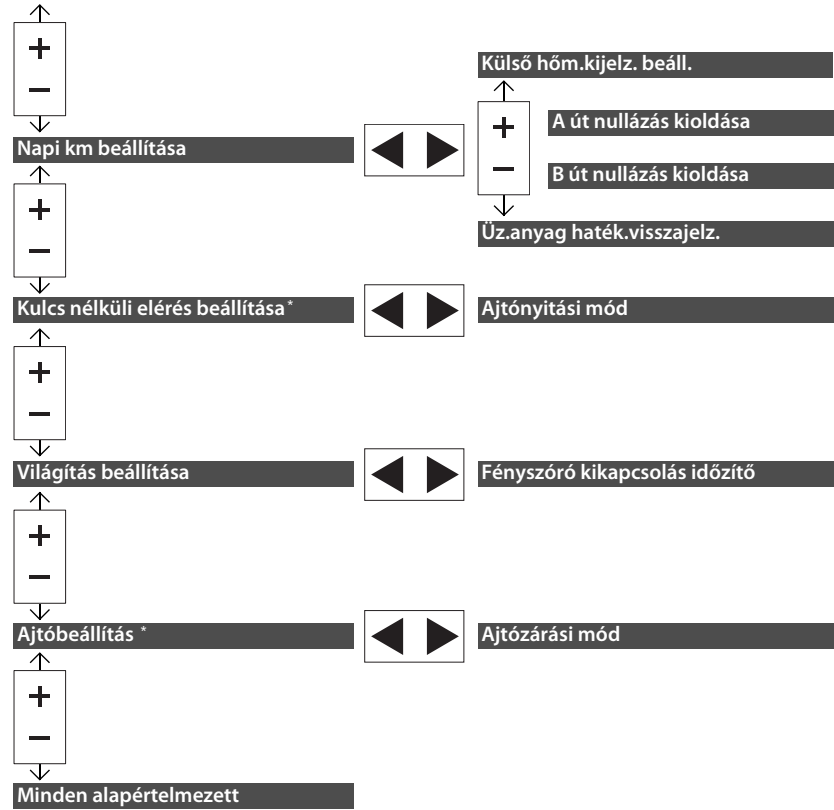 +
−
Napi km beállítása
Külső hőm.kijelz. beáll.
+
−
A út nullázás kioldása
B út nullázás kioldása
Üz.anyag haték.visszajelz.
+
−
Kulcs nélküli elérés beállítása*
Ajtónyitási mód
+
−
Világítás beállítása
Fényszóró kikapcsolás időzítő
+
−
Ajtóbeállítás *
Ajtózárási mód
+
−
Minden alapértelmezett